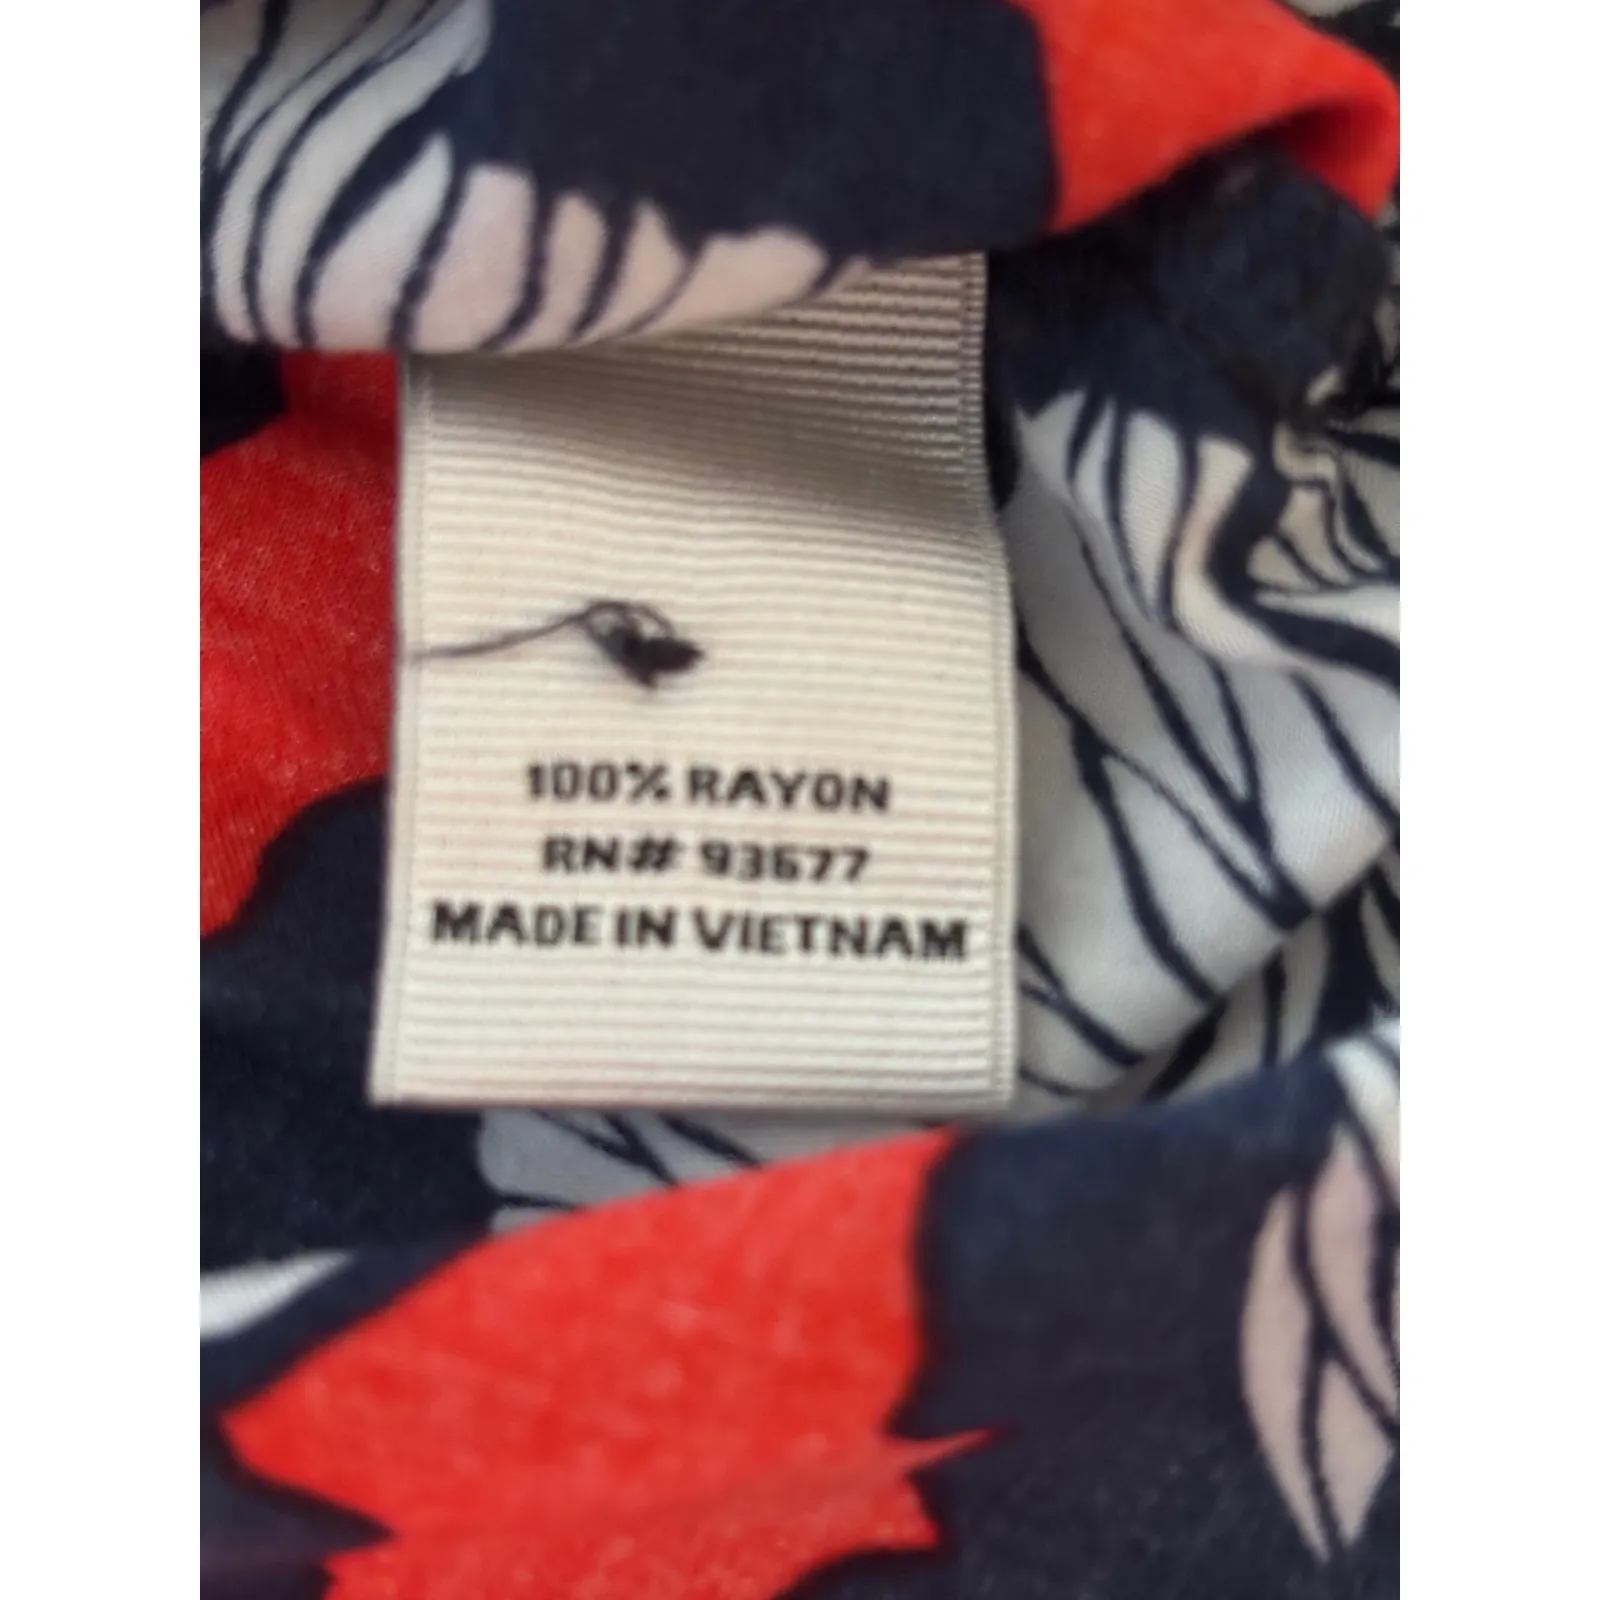 100% RAYON
RN# 93677
MADE IN VIETNAM